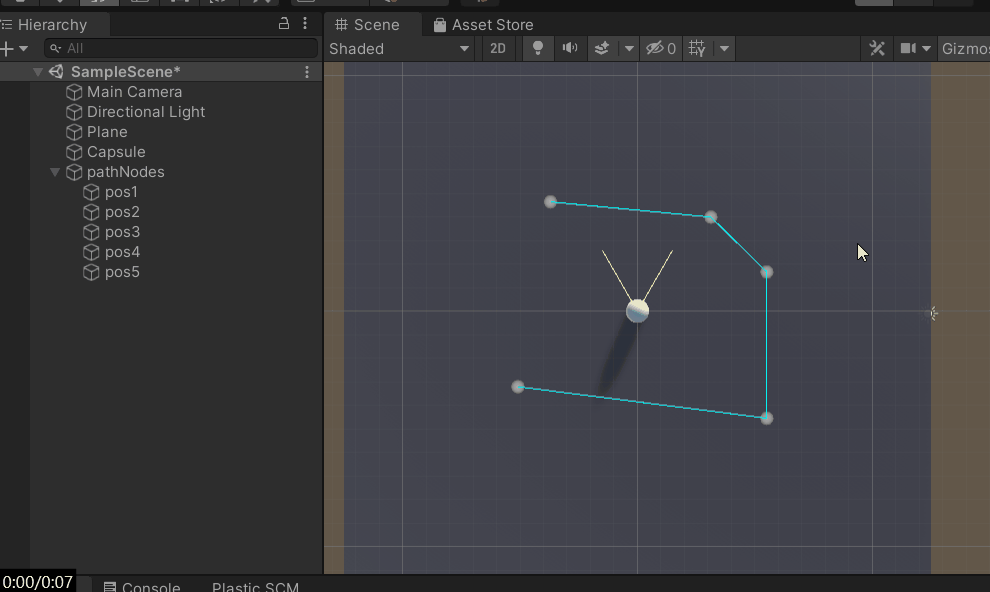 Hierarchy
Scene
Asset Store
All
Shaded
2D
0
Gizmos
SampleScene*
Main Camera
Directional Light
Plane
Capsule
pathNodes
pos1
pos2
pos3
pos4
pos5
0:00/0:07
Console
Plastic SCM